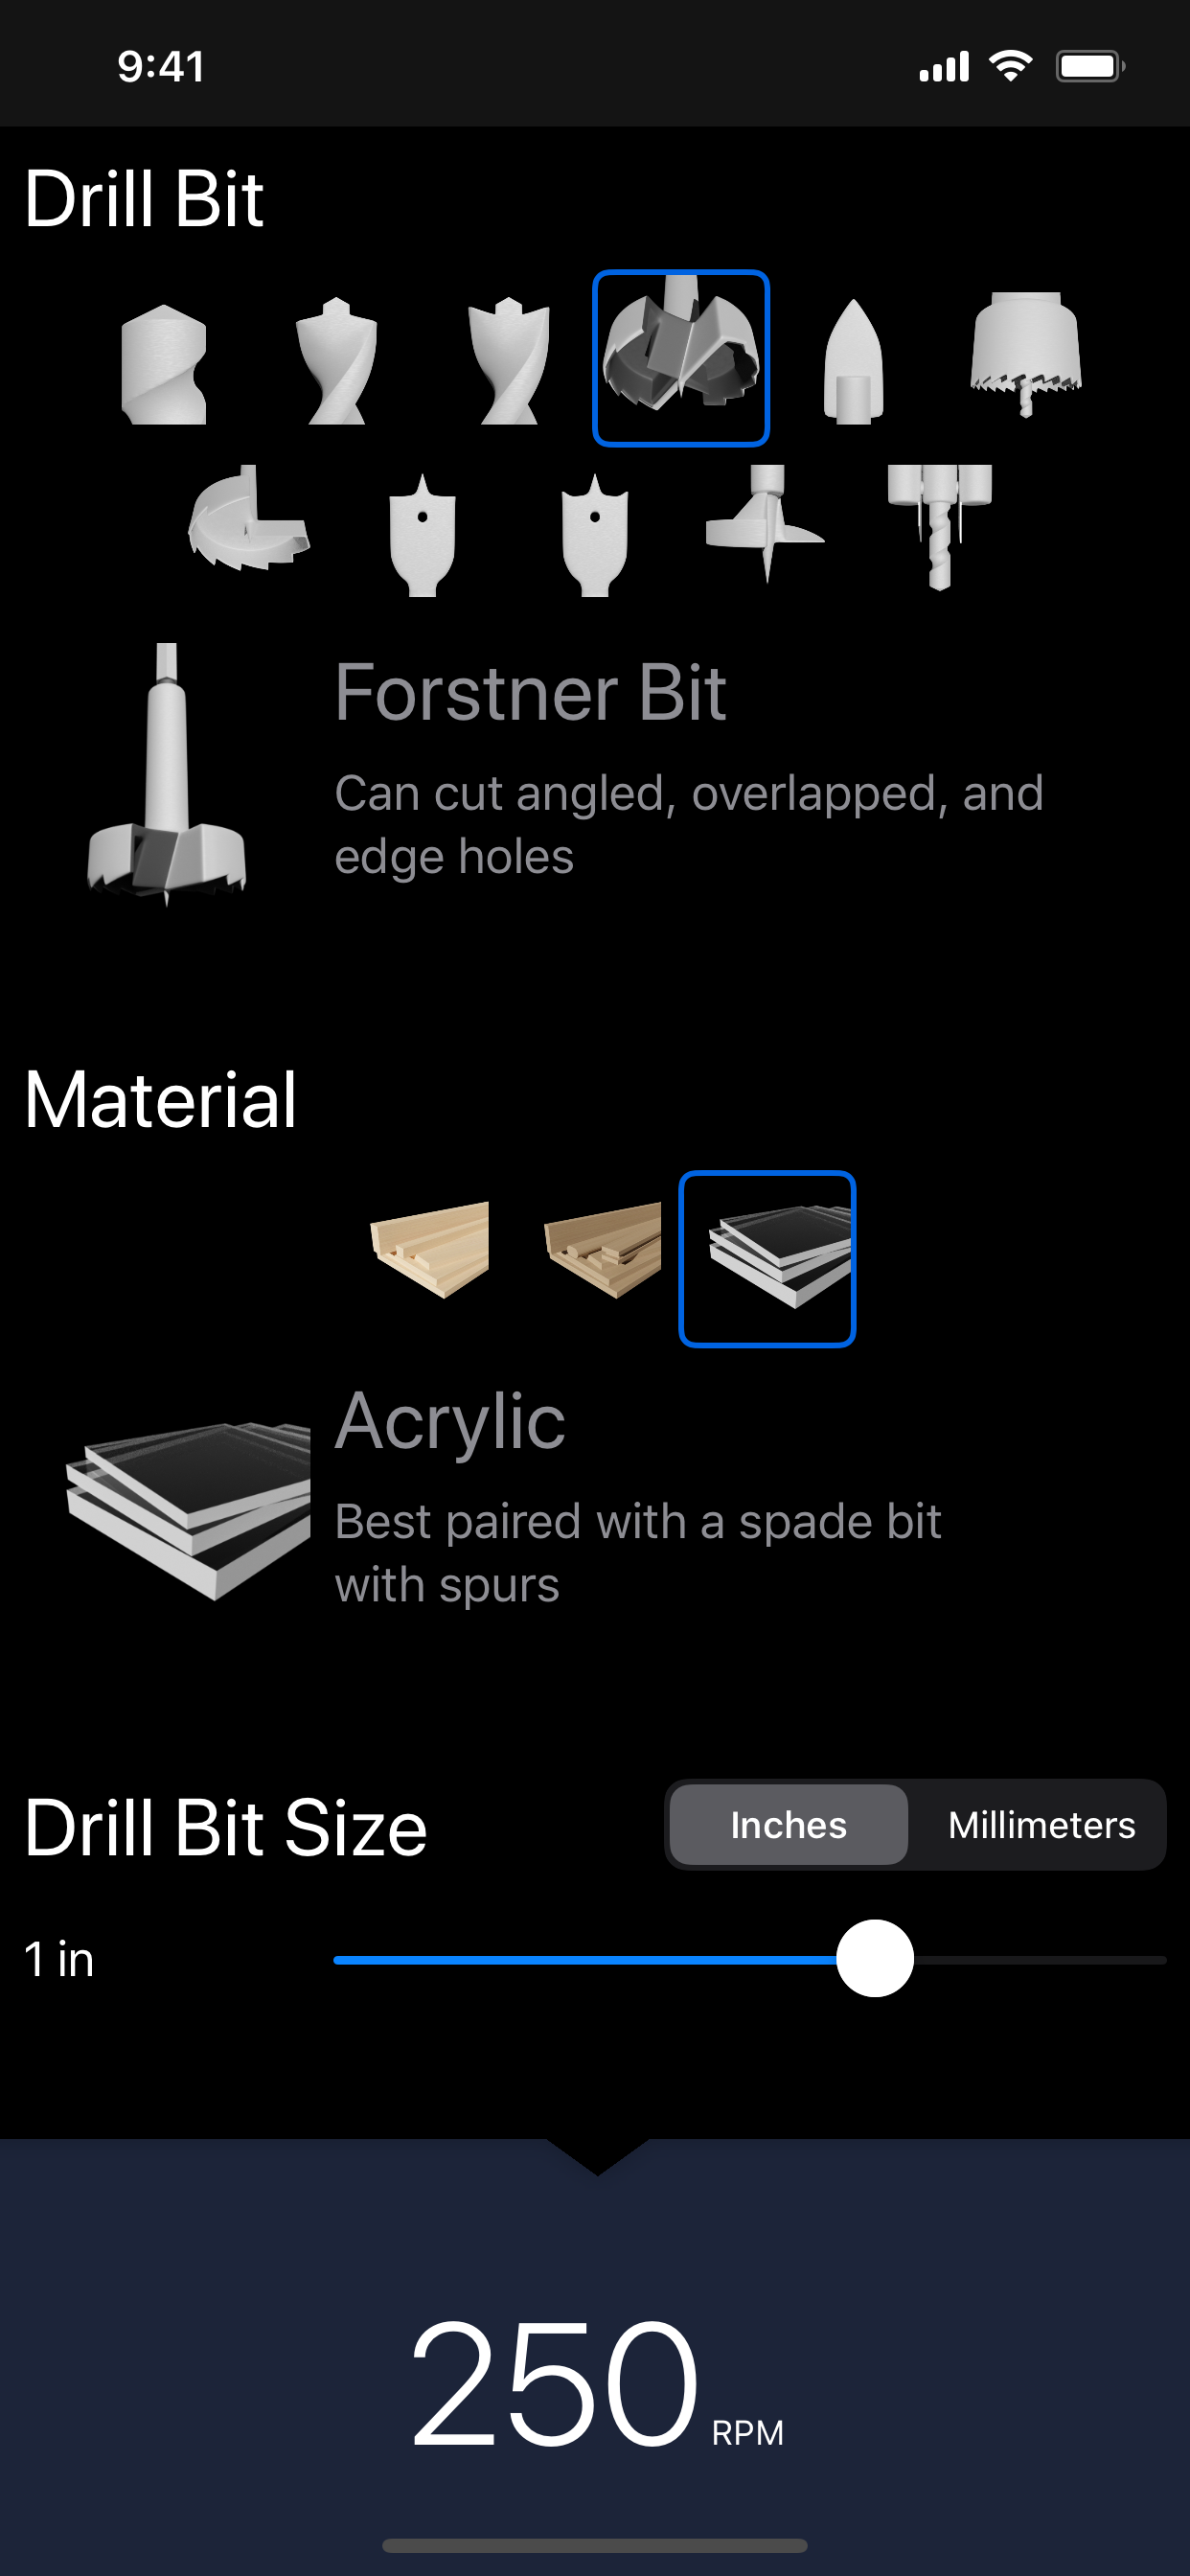 9:41
Drill Bit
Forstner Bit
Can cut angled, overlapped, and
edge holes
Material
Acrylic
Best paired with a spade bit
with spurs
Drill Bit Size
Inches
Millimeters
1 in
250 RPM